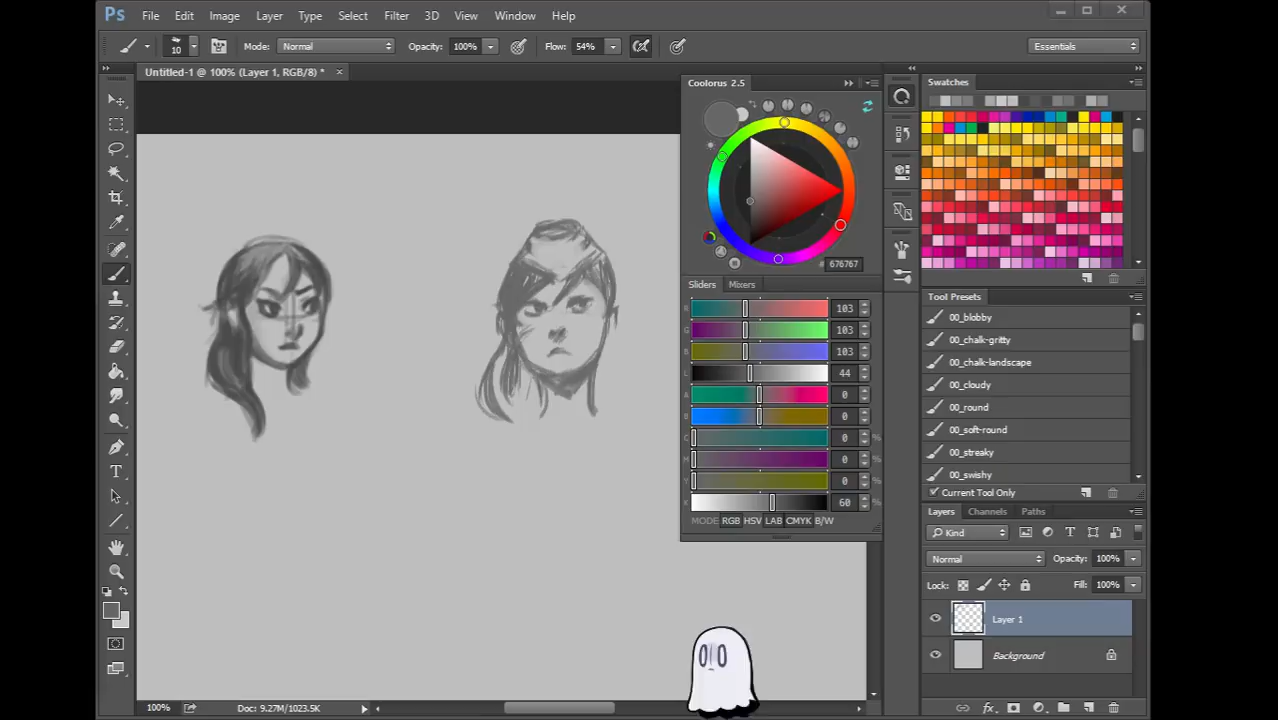 Ps File Edit Image Layer Type Select Filter 3D View Window Help
10 Mode: Normal Opacity: 100% Flow: 54% Essentials
Untitled-1 @ 100% (Layer 1, RGB/8) *
Coolorus 2.5
676767
Sliders Mixers
R 103
G 103
B 103
L 44
A 0
B 0
C 0 %
M 0 %
Y 0 %
K 60 %
MODE RGB HSV LAB CMYK B/W
Swatches
Tool Presets
00_blobby
00_chalk-gritty
00_chalk-landscape
00_cloudy
00_round
00_soft-round
00_streaky
00_swishy
Current Tool Only
Layers Channels Paths
Kind
Normal Opacity: 100%
Lock: Fill: 100%
Layer 1
Background
100% Doc: 9.27M/1023.5K